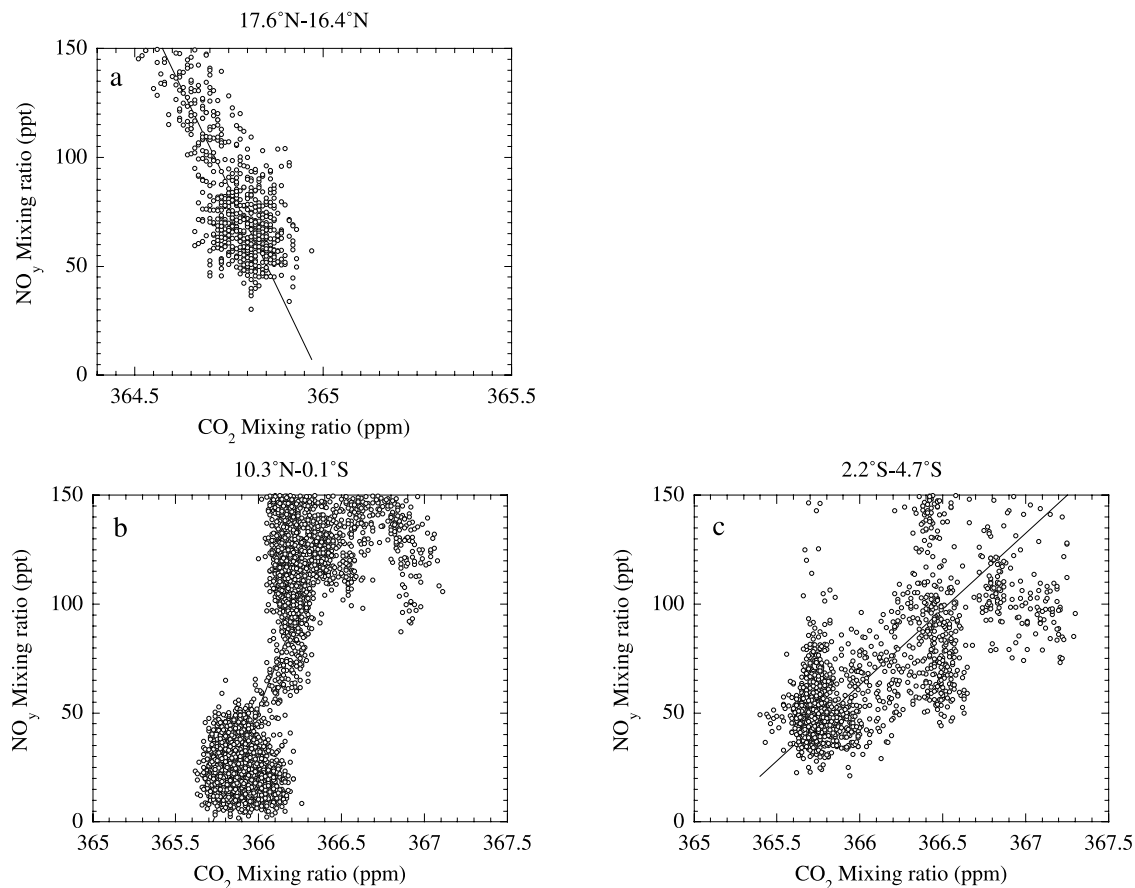 17.6˚N-16.4˚N
a
150
100
50
0
NOy Mixing ratio (ppt)
364.5 365 365.5
CO2 Mixing ratio (ppm)
10.3˚N-0.1˚S
b
150
100
50
0
NOy Mixing ratio (ppt)
365 365.5 366 366.5 367 367.5
CO2 Mixing ratio (ppm)
2.2˚S-4.7˚S
c
150
100
50
0
NOy Mixing ratio (ppt)
365 365.5 366 366.5 367 367.5
CO2 Mixing ratio (ppm)